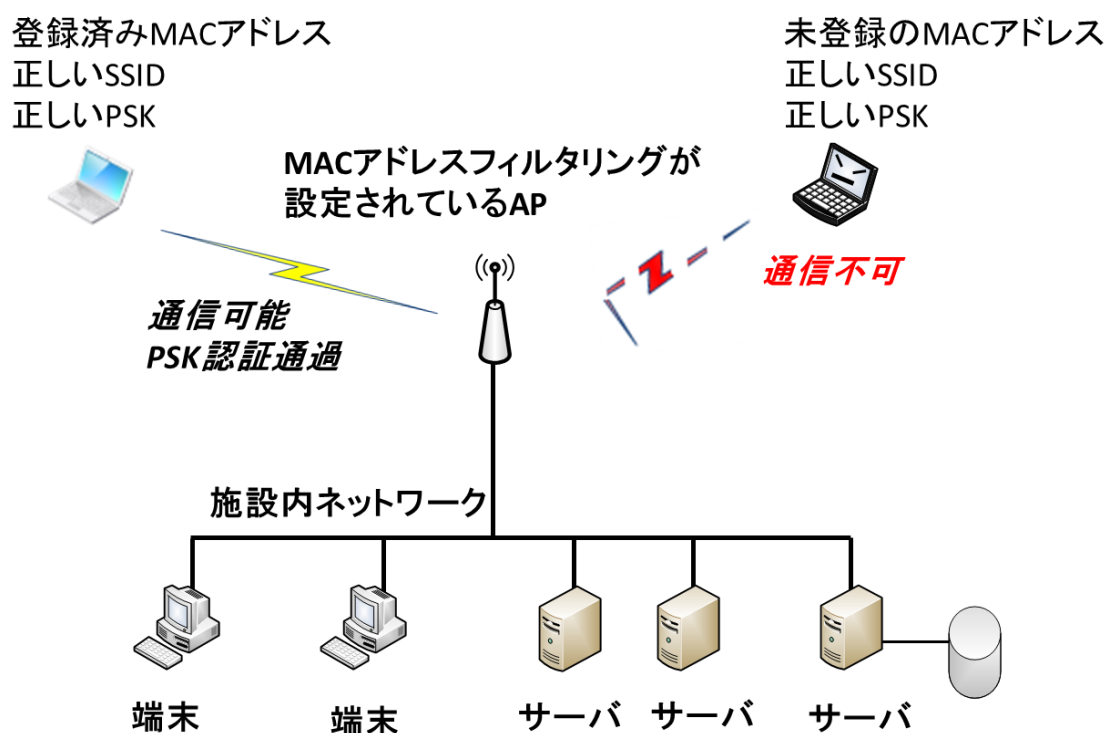 登録済みMACアドレス
正しいSSID
正しいPSK
未登録のMACアドレス
正しいSSID
正しいPSK
MACアドレスフィルタリングが
設定されているAP
通信不可
通信可能
PSK認証通過
施設内ネットワーク
端末
端末
サーバ
サーバ
サーバ